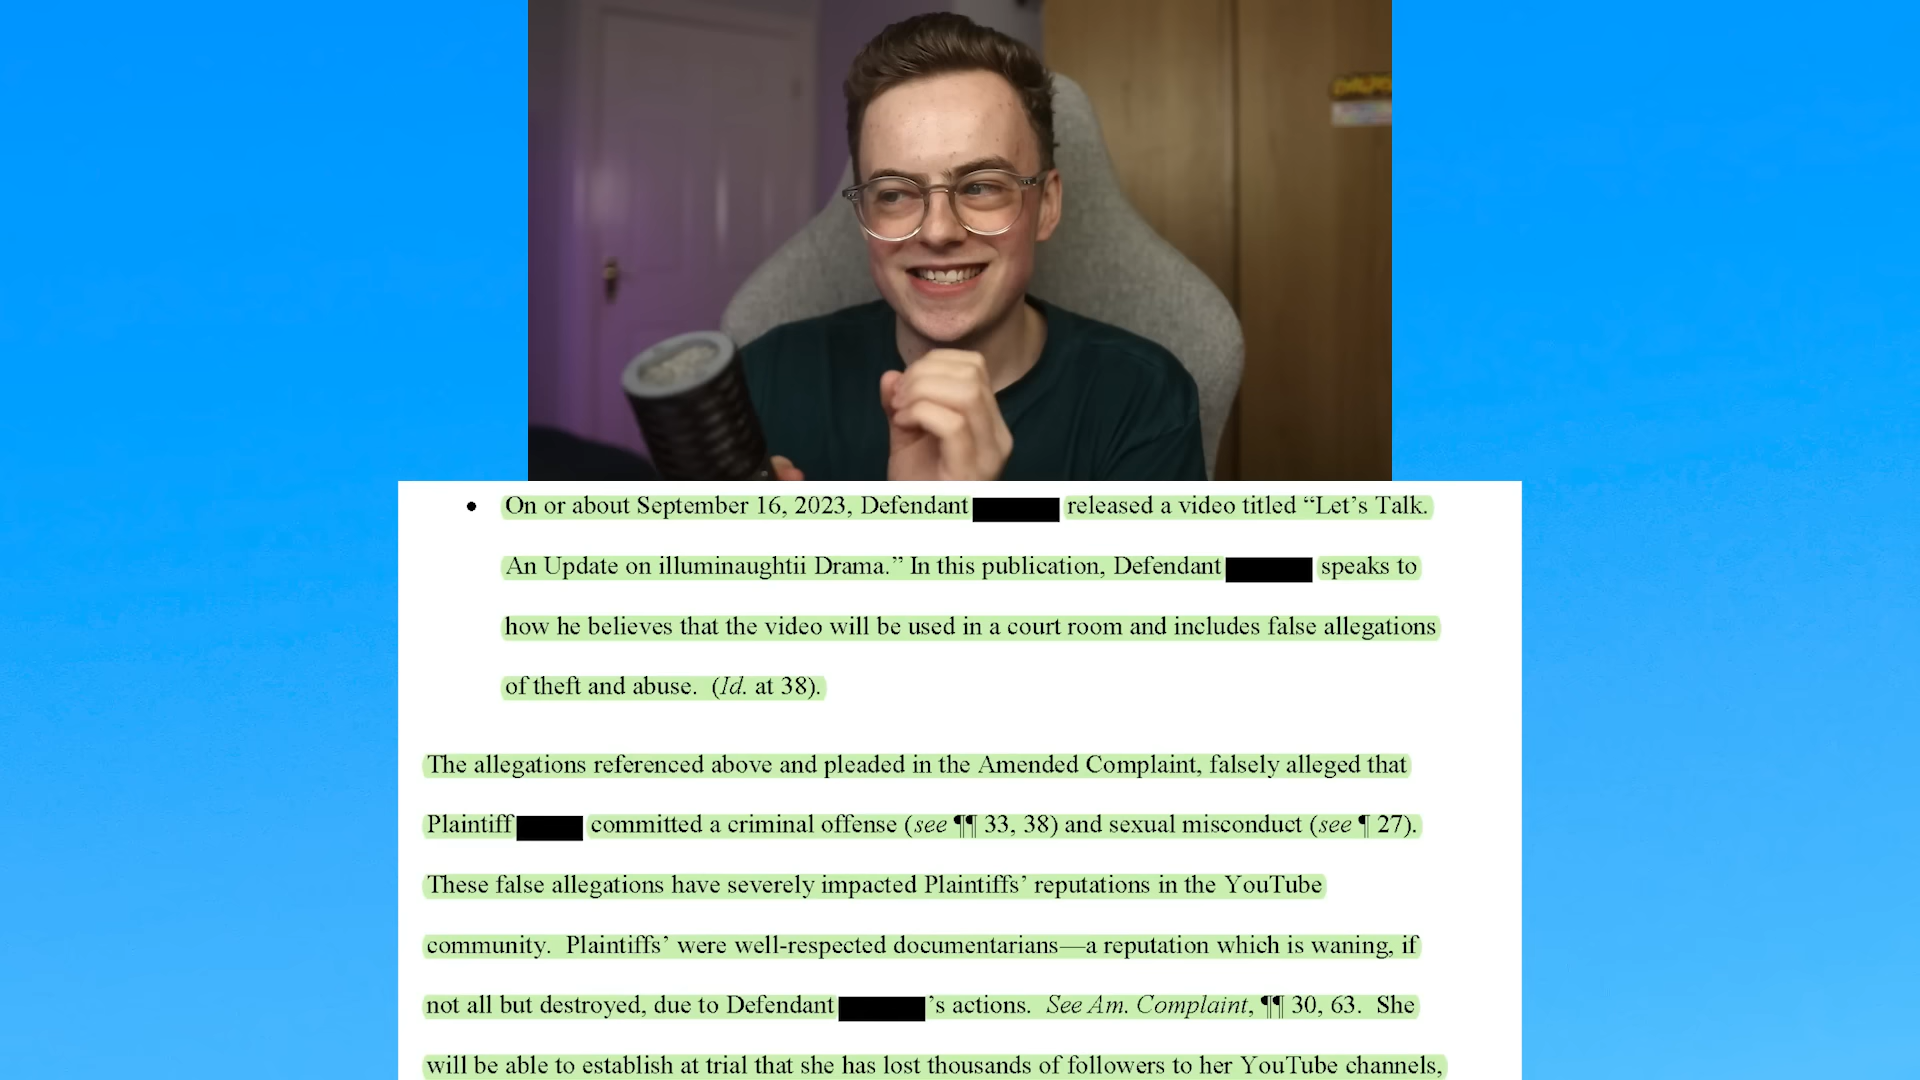 • On or about September 16, 2023, Defendant released a video titled “Let’s Talk.
An Update on illuminaughtii Drama.” In this publication, Defendant speaks to
how he believes that the video will be used in a court room and includes false allegations
of theft and abuse. (Id. at 38).
The allegations referenced above and pleaded in the Amended Complaint, falsely alleged that
Plaintiff committed a criminal offense (see ¶¶ 33, 38) and sexual misconduct (see ¶ 27).
These false allegations have severely impacted Plaintiffs’ reputations in the YouTube
community. Plaintiffs’ were well-respected documentarians—a reputation which is waning, if
not all but destroyed, due to Defendant ’s actions. See Am. Complaint, ¶¶ 30, 63. She
will be able to establish at trial that she has lost thousands of followers to her YouTube channels,